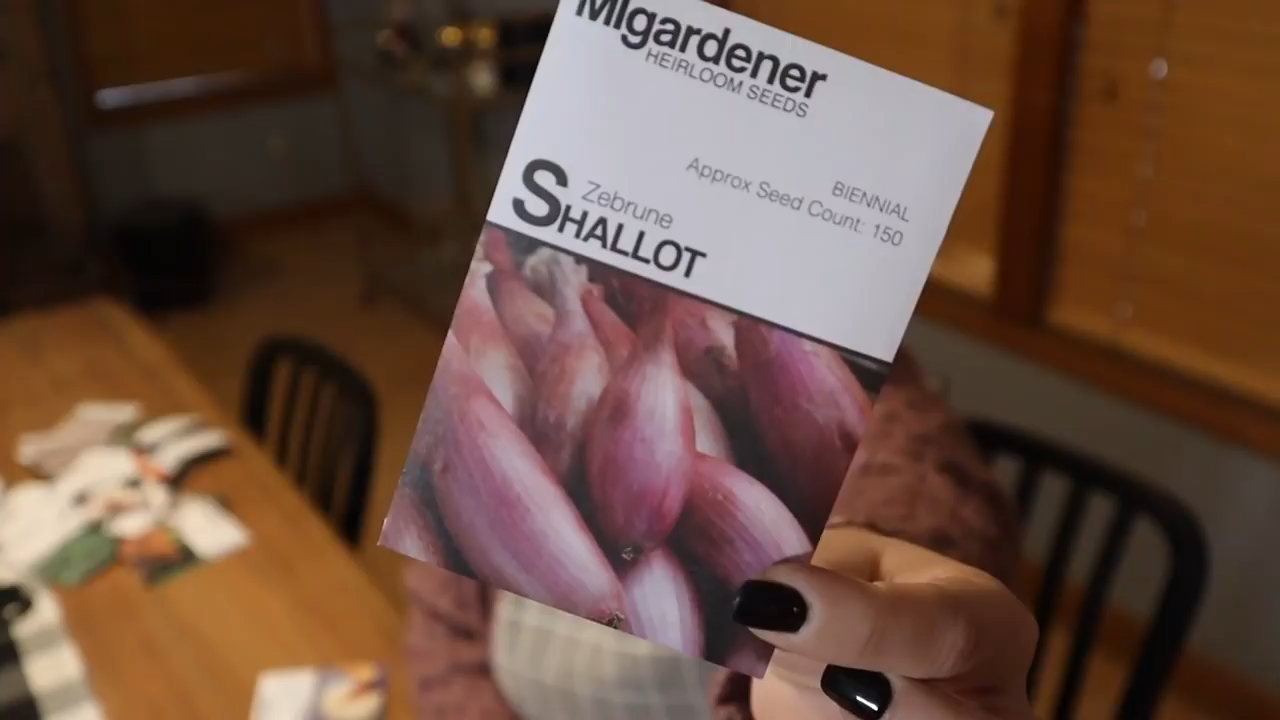 MIgardener
HEIRLOOM SEEDS
BIENNIAL
Approx Seed Count: 150
Zebrune
SHALLOT